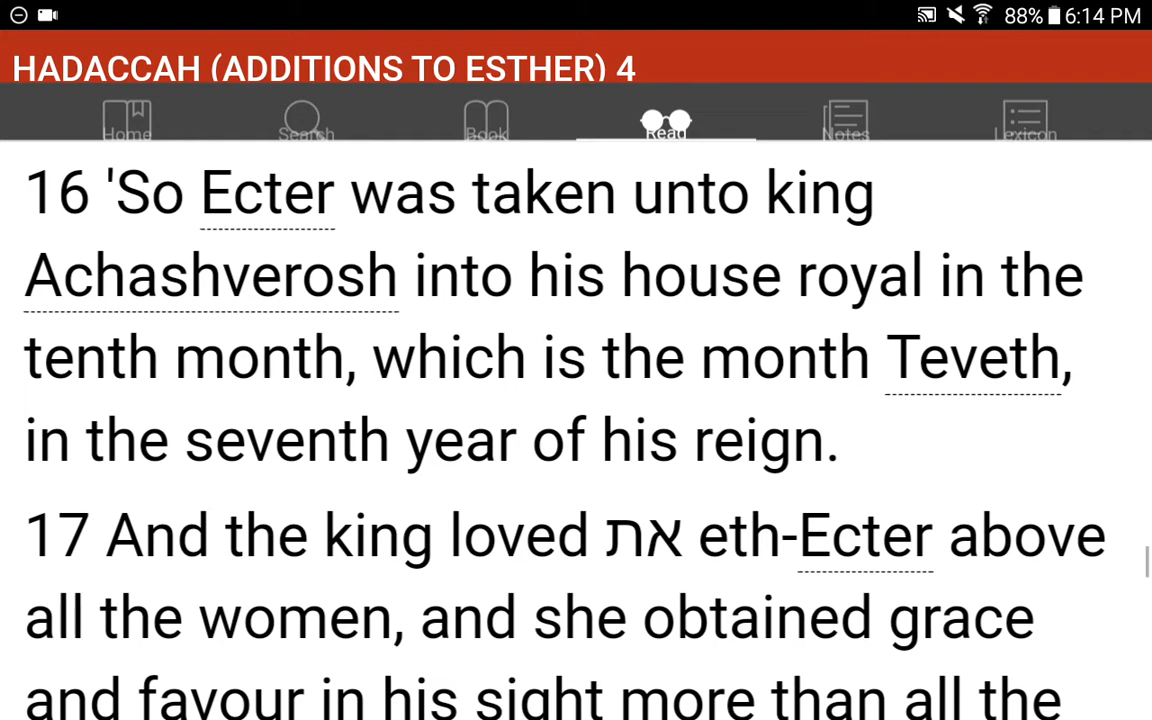 88% 6:14 PM
HADACCAH (ADDITIONS TO ESTHER) 4
Home Search Book Read Notes Lexicon
16 'So Ecter was taken unto king
Achashverosh into his house royal in the
tenth month, which is the month Teveth,
in the seventh year of his reign.
17 And the king loved את eth-Ecter above
all the women, and she obtained grace
and favour in his sight more than all the